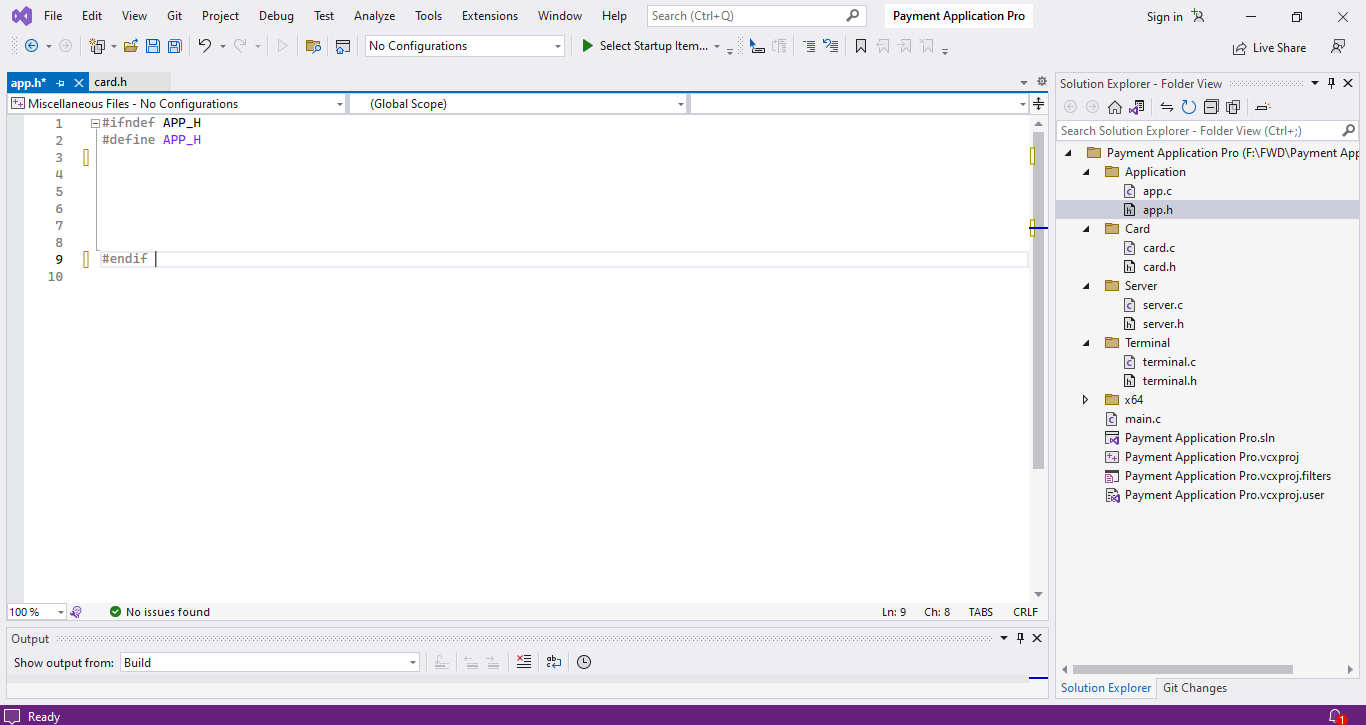 File Edit View Git Project Debug Test Analyze Tools Extensions Window Help Search (Ctrl+Q) Payment Application Pro Sign in
No Configurations Select Startup Item... Live Share
app.h* card.h
Miscellaneous Files - No Configurations (Global Scope)
1 #ifndef APP_H
2 #define APP_H
3
4
5
6
7
8
9 #endif
10
100 % No issues found Ln: 9 Ch: 8 TABS CRLF
Output
Show output from: Build
Solution Explorer - Folder View
Search Solution Explorer - Folder View (Ctrl+;)
Payment Application Pro (F:\FWD\Payment App
Application
app.c
app.h
Card
card.c
card.h
Server
server.c
server.h
Terminal
terminal.c
terminal.h
x64
main.c
Payment Application Pro.sln
Payment Application Pro.vcxproj
Payment Application Pro.vcxproj.filters
Payment Application Pro.vcxproj.user
Solution Explorer Git Changes
Ready 1